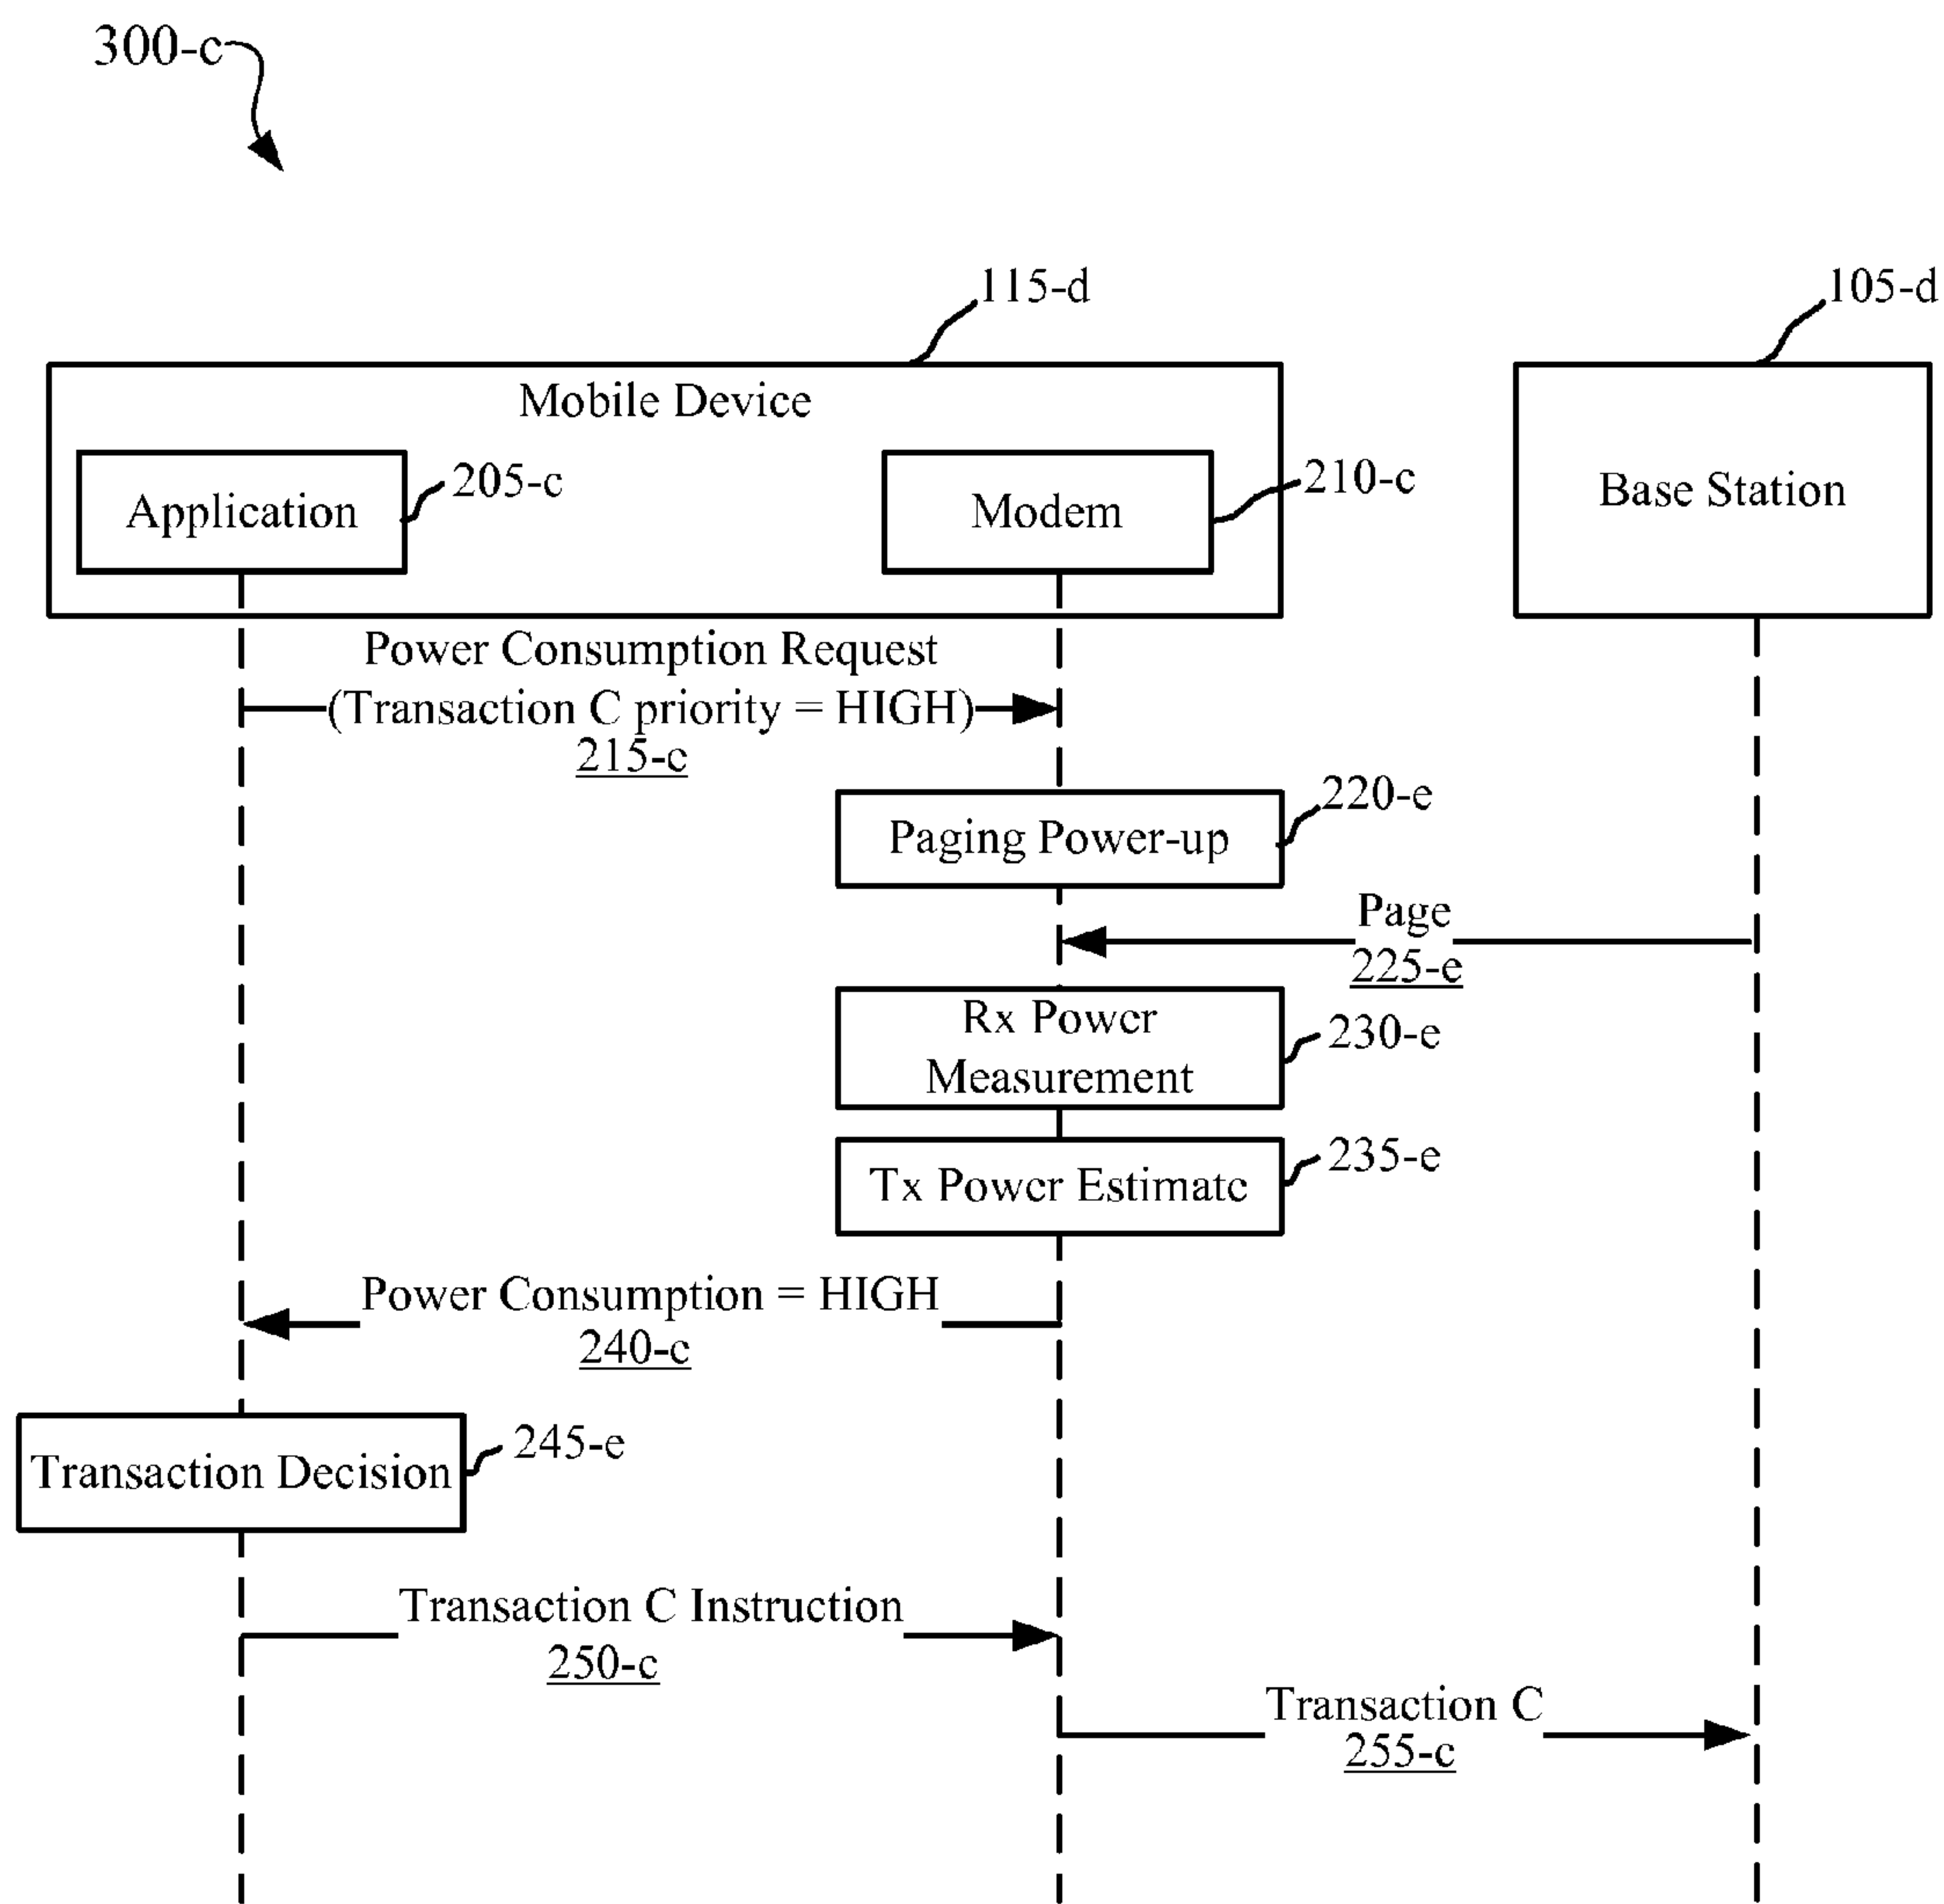 300-c
115-d
105-d
Mobile Device
Application
205-c
Modem
210-c
Base Station
Power Consumption Request
(Transaction C priority = HIGH)
215-c
Paging Power-up
220-e
Page
225-e
Rx Power
Measurement
230-e
Tx Power Estimate
235-e
Power Consumption = HIGH
240-c
Transaction Decision
245-e
Transaction C Instruction
250-c
Transaction C
255-c